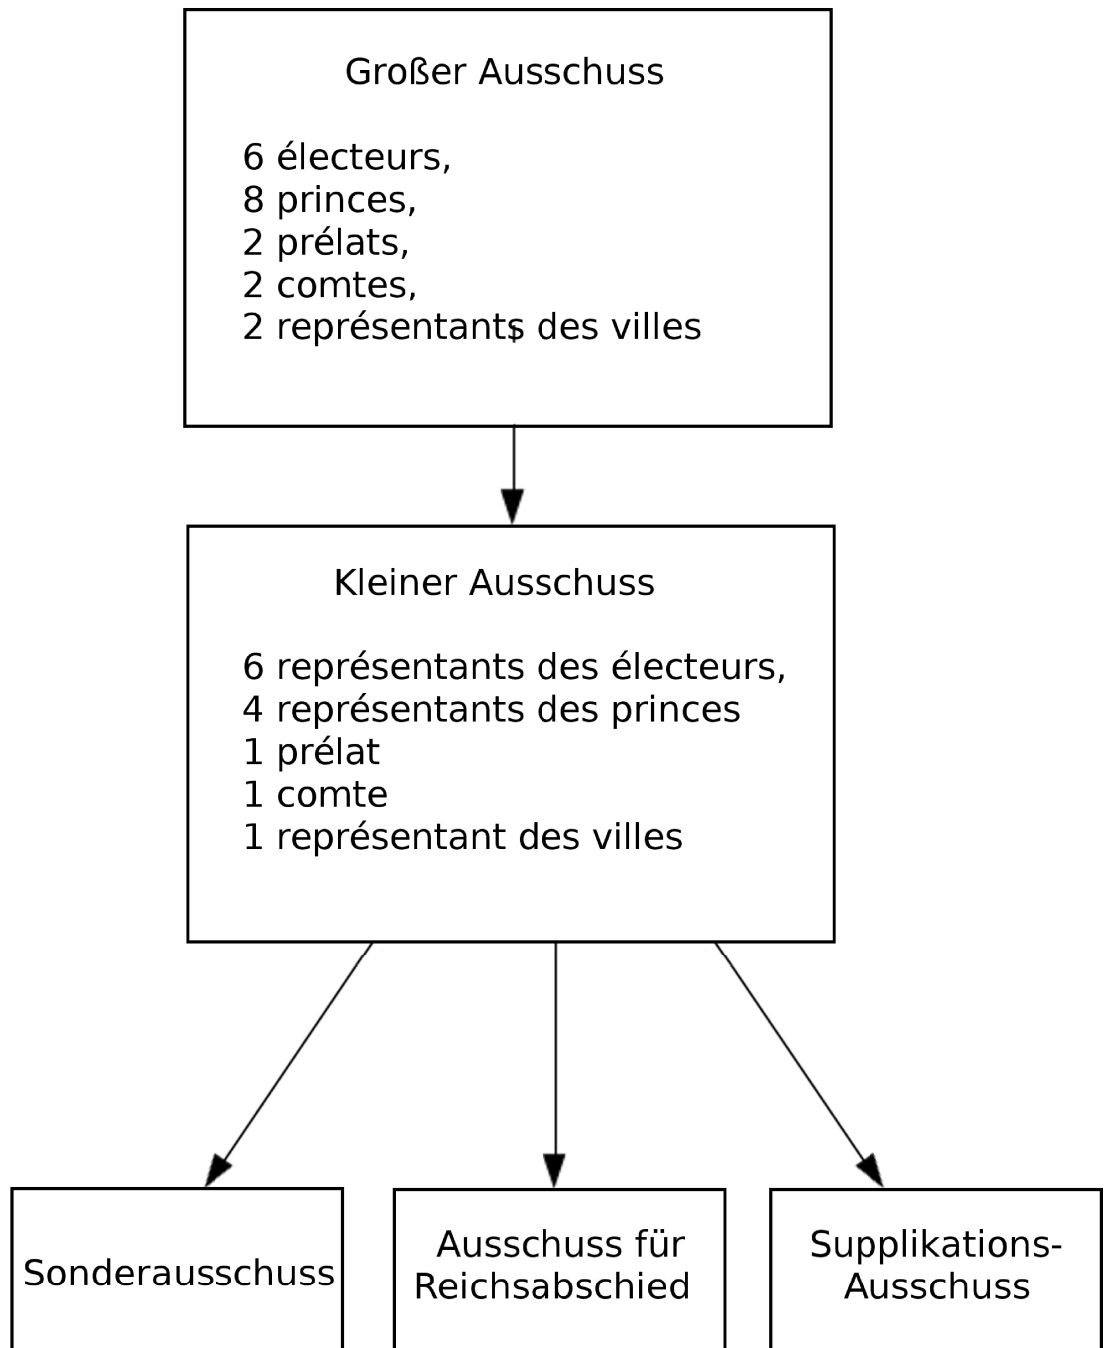 Großer Ausschuss
6 électeurs,
8 princes,
2 prélats,
2 comtes,
2 représentants des villes
Kleiner Ausschuss
6 représentants des électeurs,
4 représentants des princes
1 prélat
1 comte
1 représentant des villes
Sonderausschuss
Ausschuss für
Reichsabschied
Supplikations-
Ausschuss